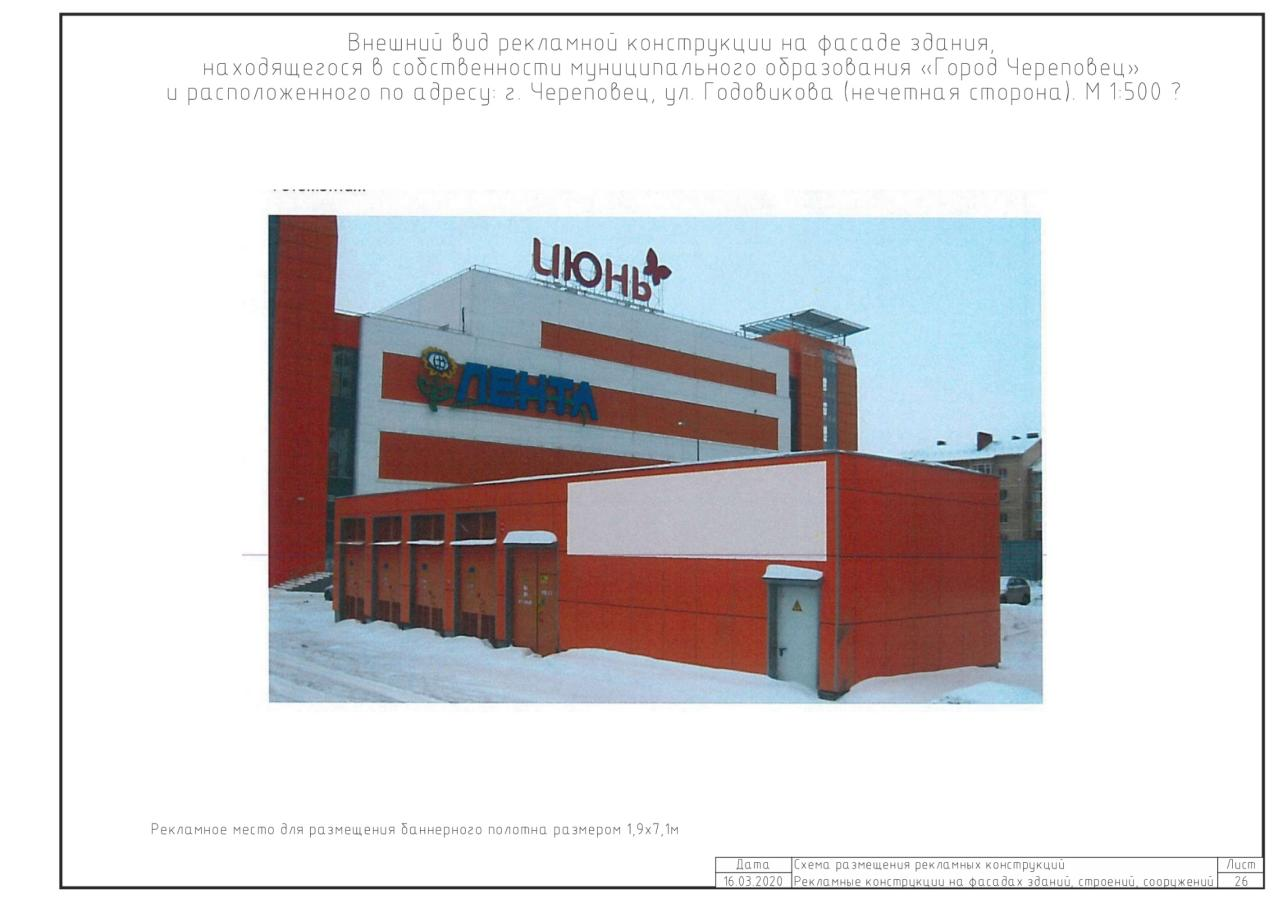 Внешний вид рекламной конструкции на фасаде здания,
находящегося в собственности муниципального образования «Город Череповец»
и расположенного по адресу: г. Череповец, ул. Годовикова (нечетная сторона). М 1:500 ?
ИЮНЬ
ЛЕНТА
Рекламное место для размещения баннерного полотна размером 1,9х7,1м
Дата Схема размещения рекламных конструкций Лист
16.03.2020 Рекламные конструкции на фасадах зданий, строений, сооружений 26